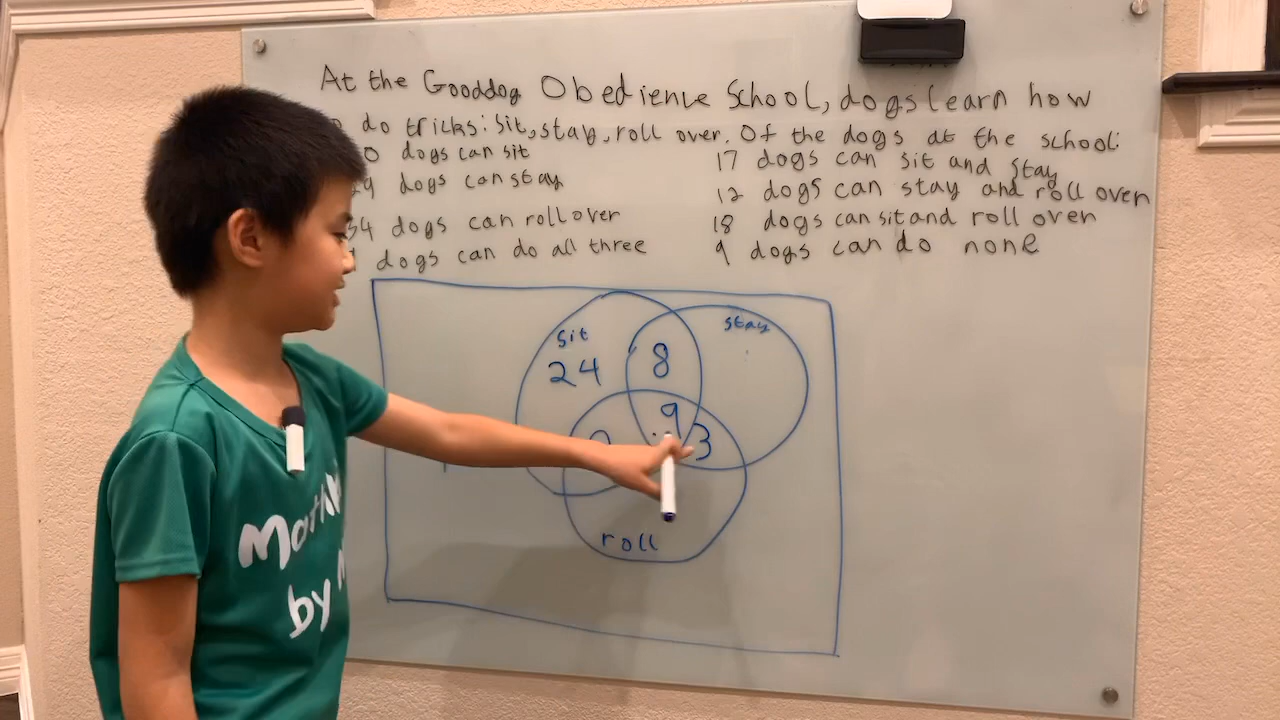 At the Gooddog Obedience School, dogs learn how
do tricks: sit, stay, roll over. Of the dogs at the school:
dogs can sit
17 dogs can sit and stay
dogs can stay
12 dogs can stay and roll over
34 dogs can roll over
18 dogs can sit and roll over
dogs can do all three
9 dogs can do none
sit
stay
24
8
9
3
roll
by